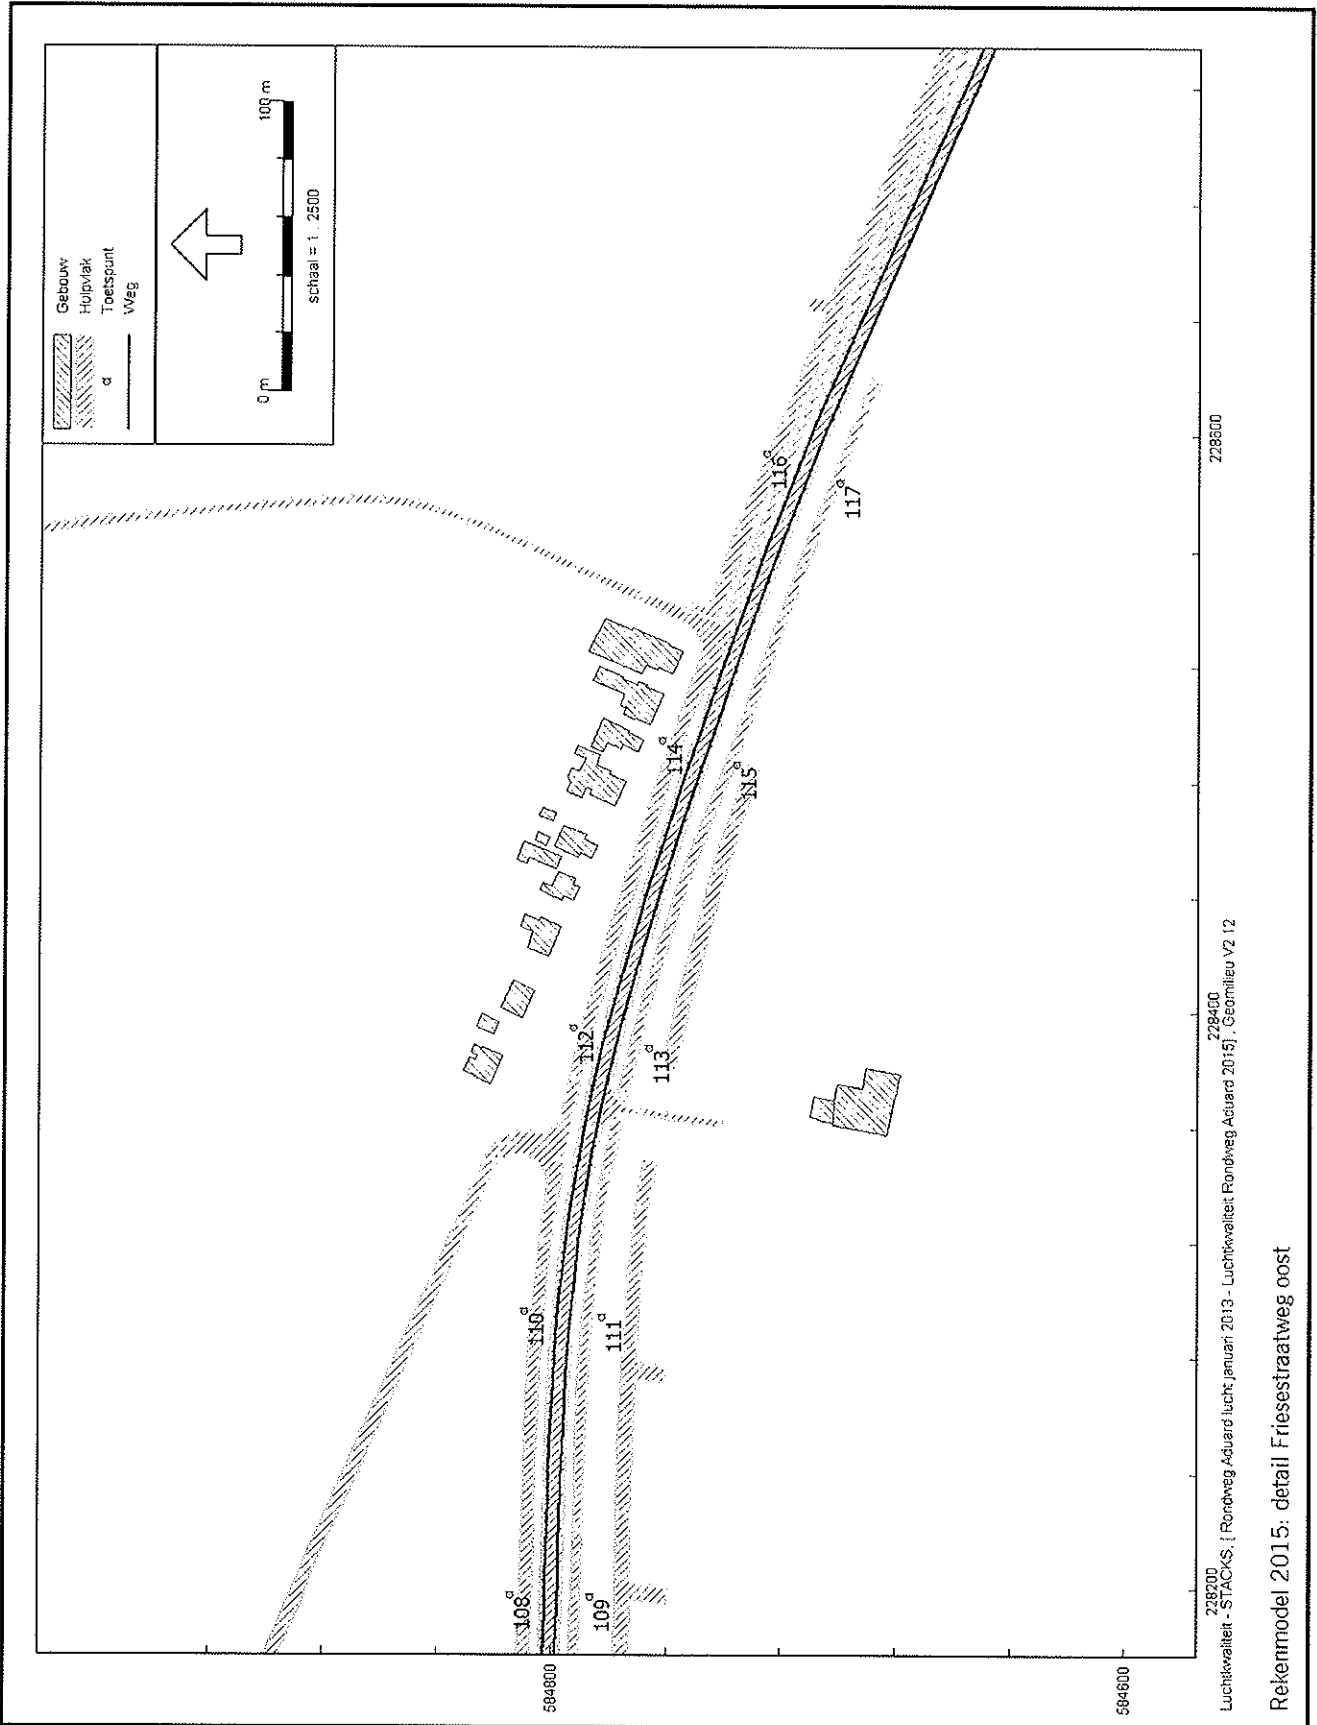 Gebouw
Hulpvlak
Toetspunt
Weg
0 m
100 m
schaal = 1 : 2500
108
109
110
111
112
113
114
115
116
117
584800
584600
228200
228400
228600
Luchtkwaliteit - STACKS, [Rondweg Aduard lucht januari 2013 - Luchtkwaliteit Rondweg Aduard 2015] , Geomilieu V2.12
Rekenmodel 2015: detail Friesestraatweg oost